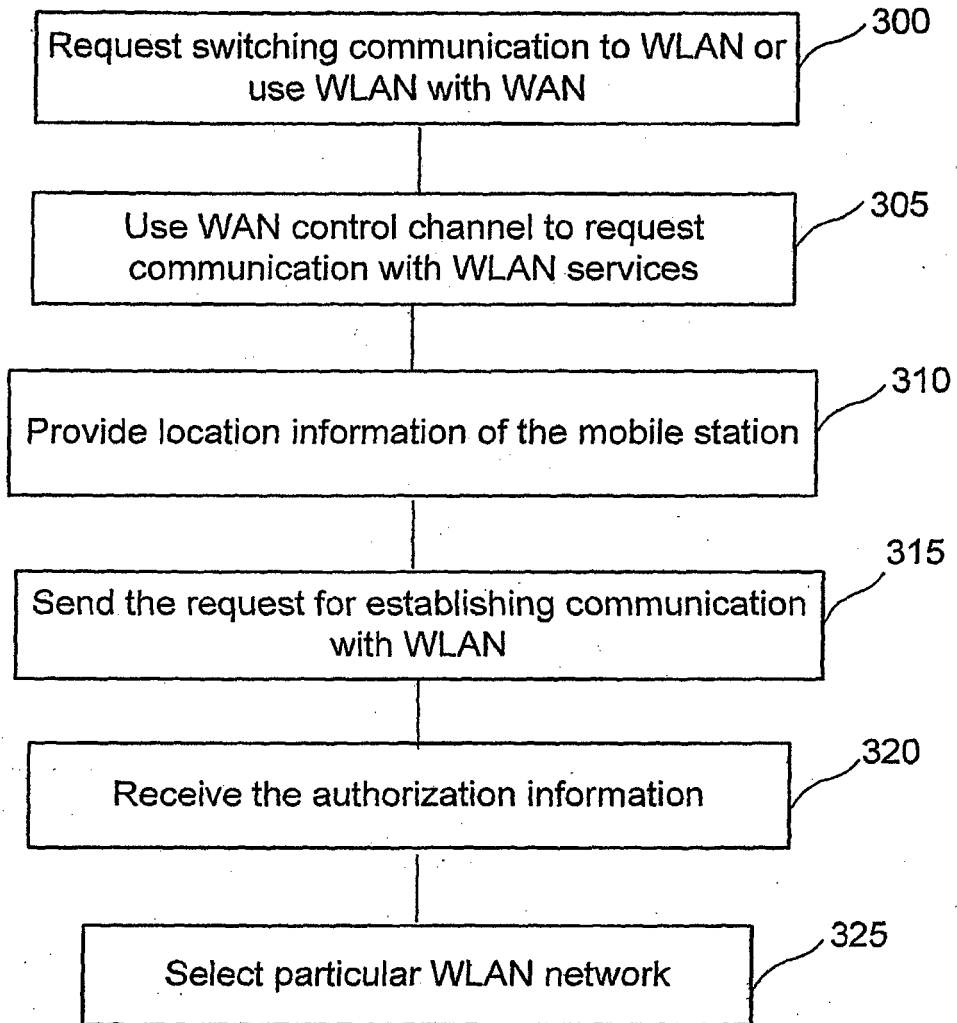 Request switching communication to WLAN or
use WLAN with WAN
300
Use WAN control channel to request
communication with WLAN services
305
Provide location information of the mobile station
310
Send the request for establishing communication
with WLAN
315
Receive the authorization information
320
Select particular WLAN network
325